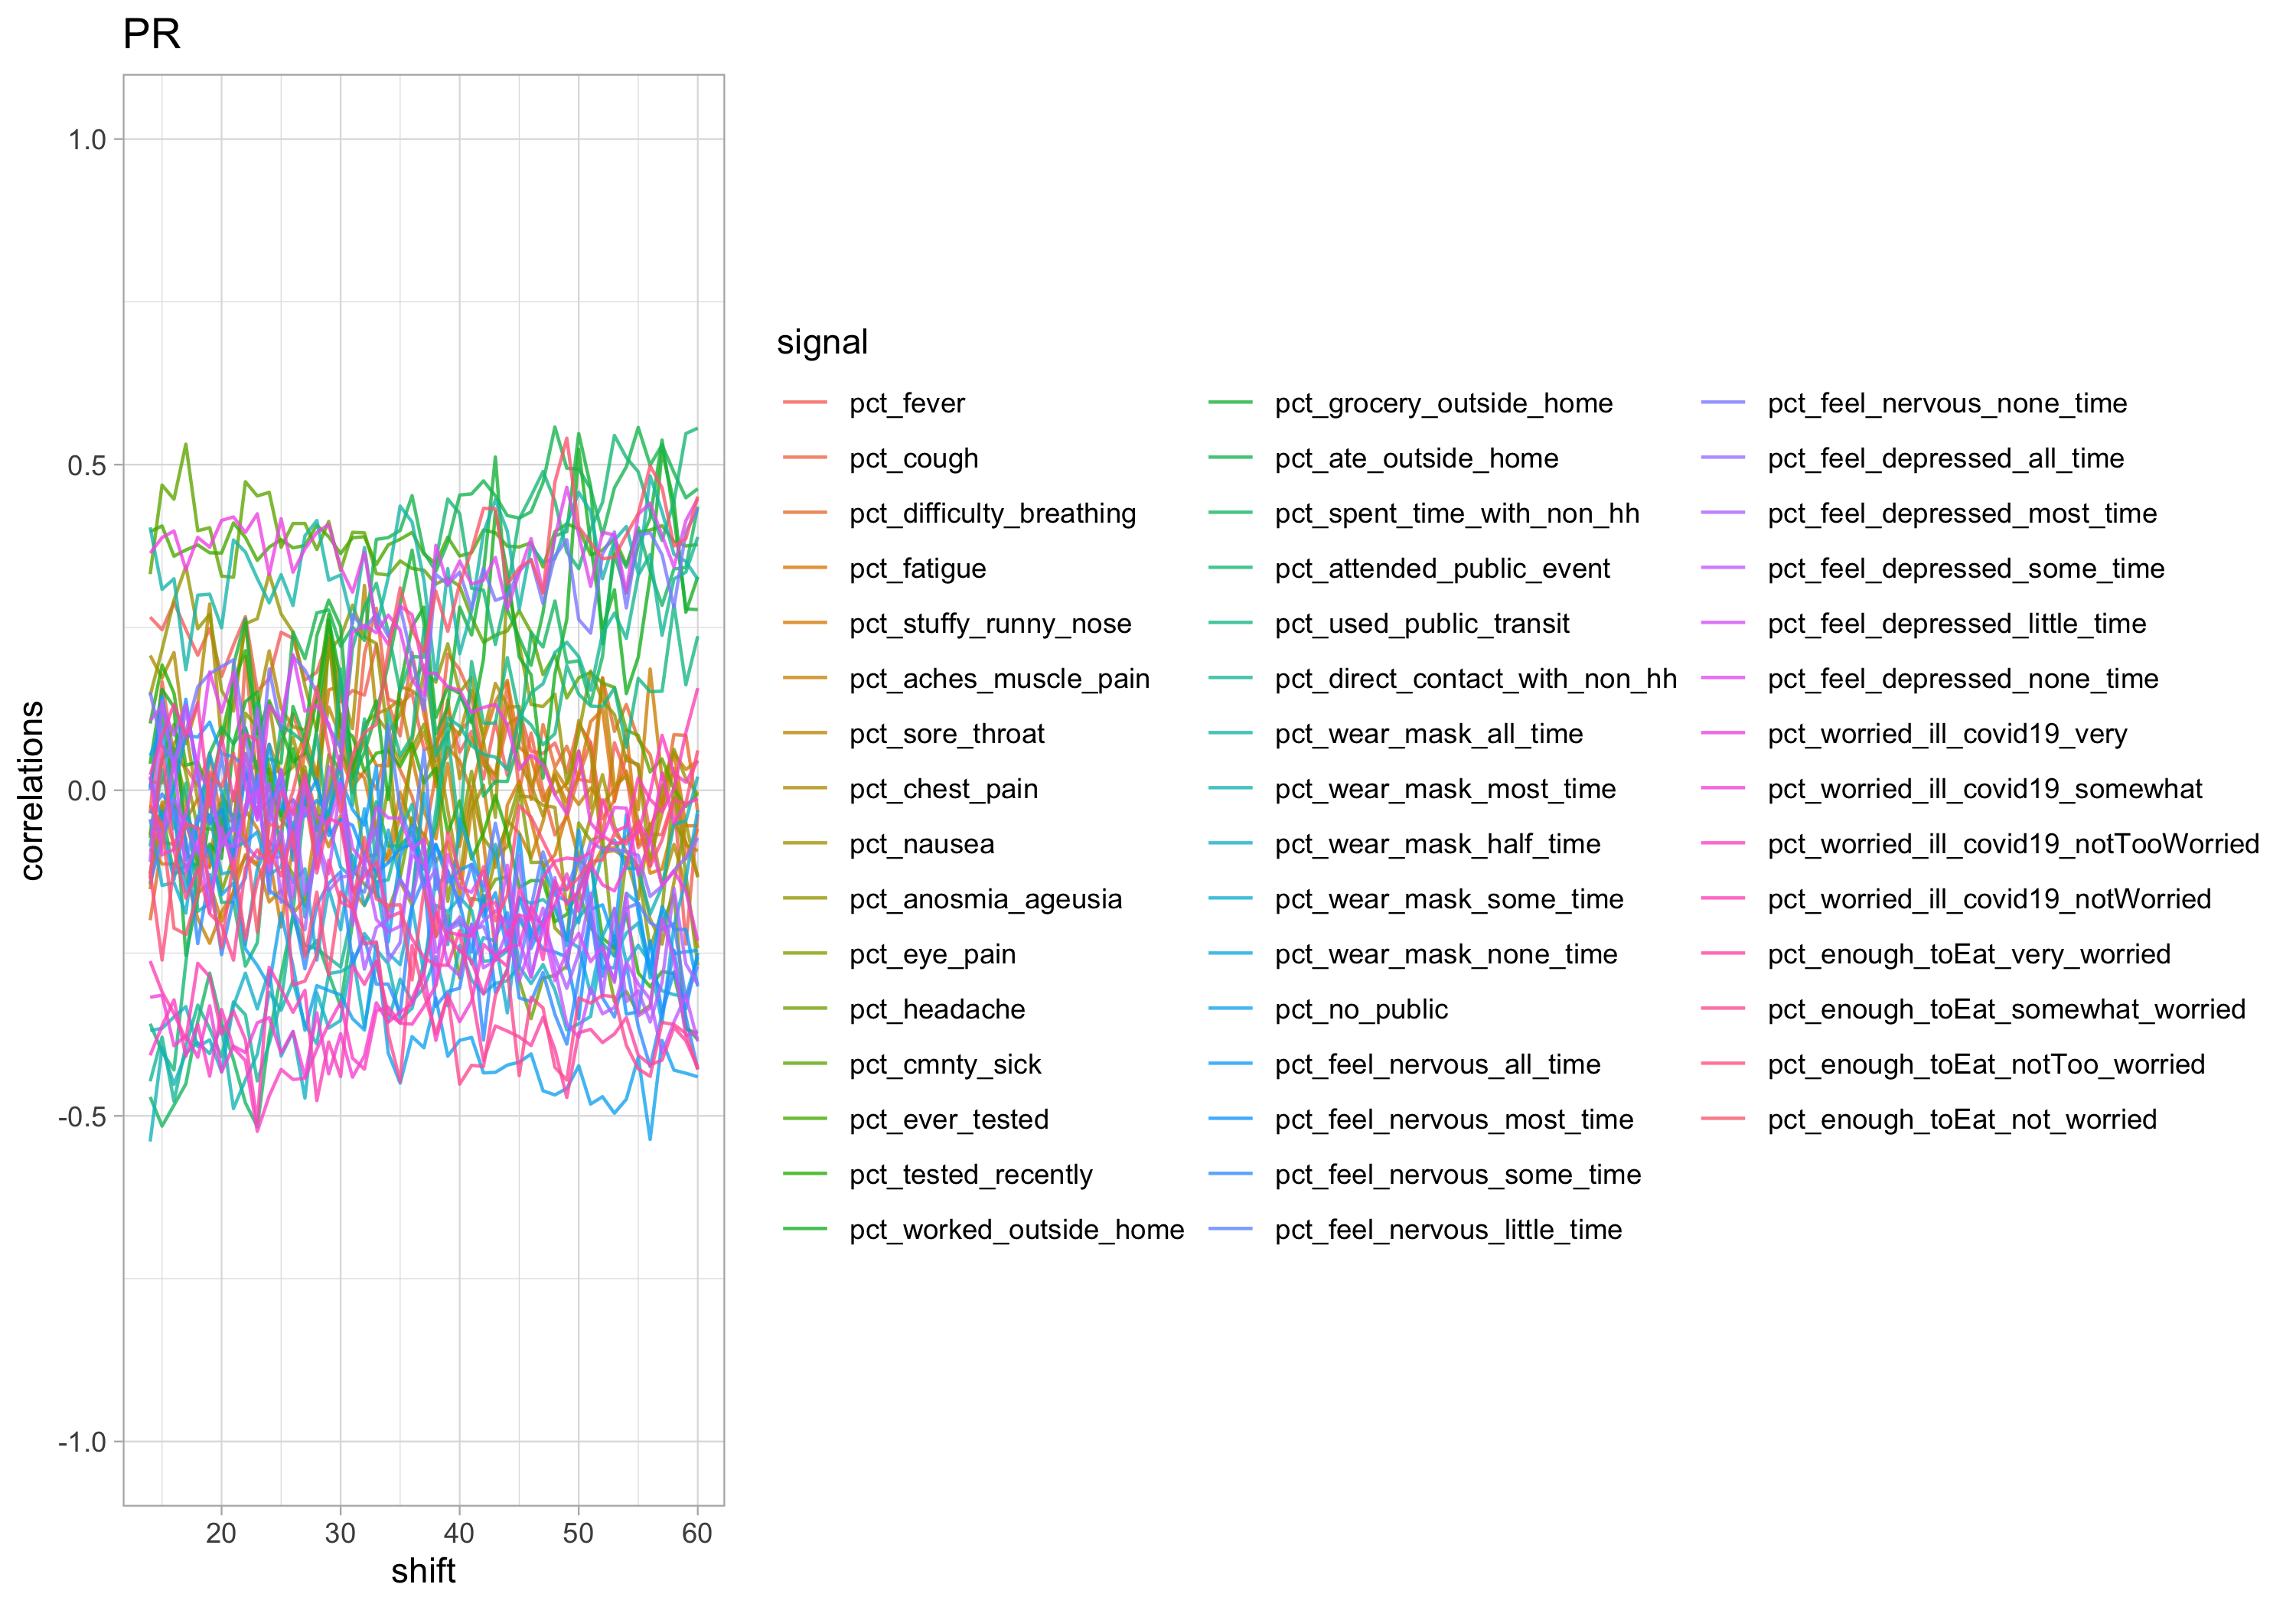 PR
correlations
1.0
0.5
0.0
-0.5
-1.0
20 30 40 50 60
shift
signal
pct_fever
pct_cough
pct_difficulty_breathing
pct_fatigue
pct_stuffy_runny_nose
pct_aches_muscle_pain
pct_sore_throat
pct_chest_pain
pct_nausea
pct_anosmia_ageusia
pct_eye_pain
pct_headache
pct_cmnty_sick
pct_ever_tested
pct_tested_recently
pct_worked_outside_home
pct_grocery_outside_home
pct_ate_outside_home
pct_spent_time_with_non_hh
pct_attended_public_event
pct_used_public_transit
pct_direct_contact_with_non_hh
pct_wear_mask_all_time
pct_wear_mask_most_time
pct_wear_mask_half_time
pct_wear_mask_some_time
pct_wear_mask_none_time
pct_no_public
pct_feel_nervous_all_time
pct_feel_nervous_most_time
pct_feel_nervous_some_time
pct_feel_nervous_little_time
pct_feel_nervous_none_time
pct_feel_depressed_all_time
pct_feel_depressed_most_time
pct_feel_depressed_some_time
pct_feel_depressed_little_time
pct_feel_depressed_none_time
pct_worried_ill_covid19_very
pct_worried_ill_covid19_somewhat
pct_worried_ill_covid19_notTooWorried
pct_worried_ill_covid19_notWorried
pct_enough_toEat_very_worried
pct_enough_toEat_somewhat_worried
pct_enough_toEat_notToo_worried
pct_enough_toEat_not_worried